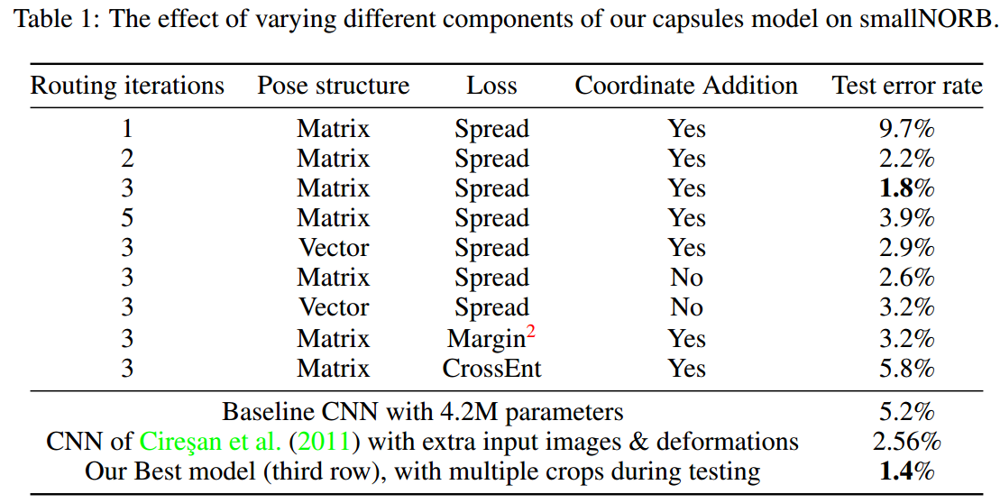 Table 1: The effect of varying different components of our capsules model on smallNORB.
Routing iterations Pose structure Loss Coordinate Addition Test error rate
1 Matrix Spread Yes 9.7%
2 Matrix Spread Yes 2.2%
3 Matrix Spread Yes 1.8%
5 Matrix Spread Yes 3.9%
3 Vector Spread Yes 2.9%
3 Matrix Spread No 2.6%
3 Vector Spread No 3.2%
3 Matrix Margin2 Yes 3.2%
3 Matrix CrossEnt Yes 5.8%
Baseline CNN with 4.2M parameters 5.2%
CNN of Cireşan et al. (2011) with extra input images & deformations 2.56%
Our Best model (third row), with multiple crops during testing 1.4%